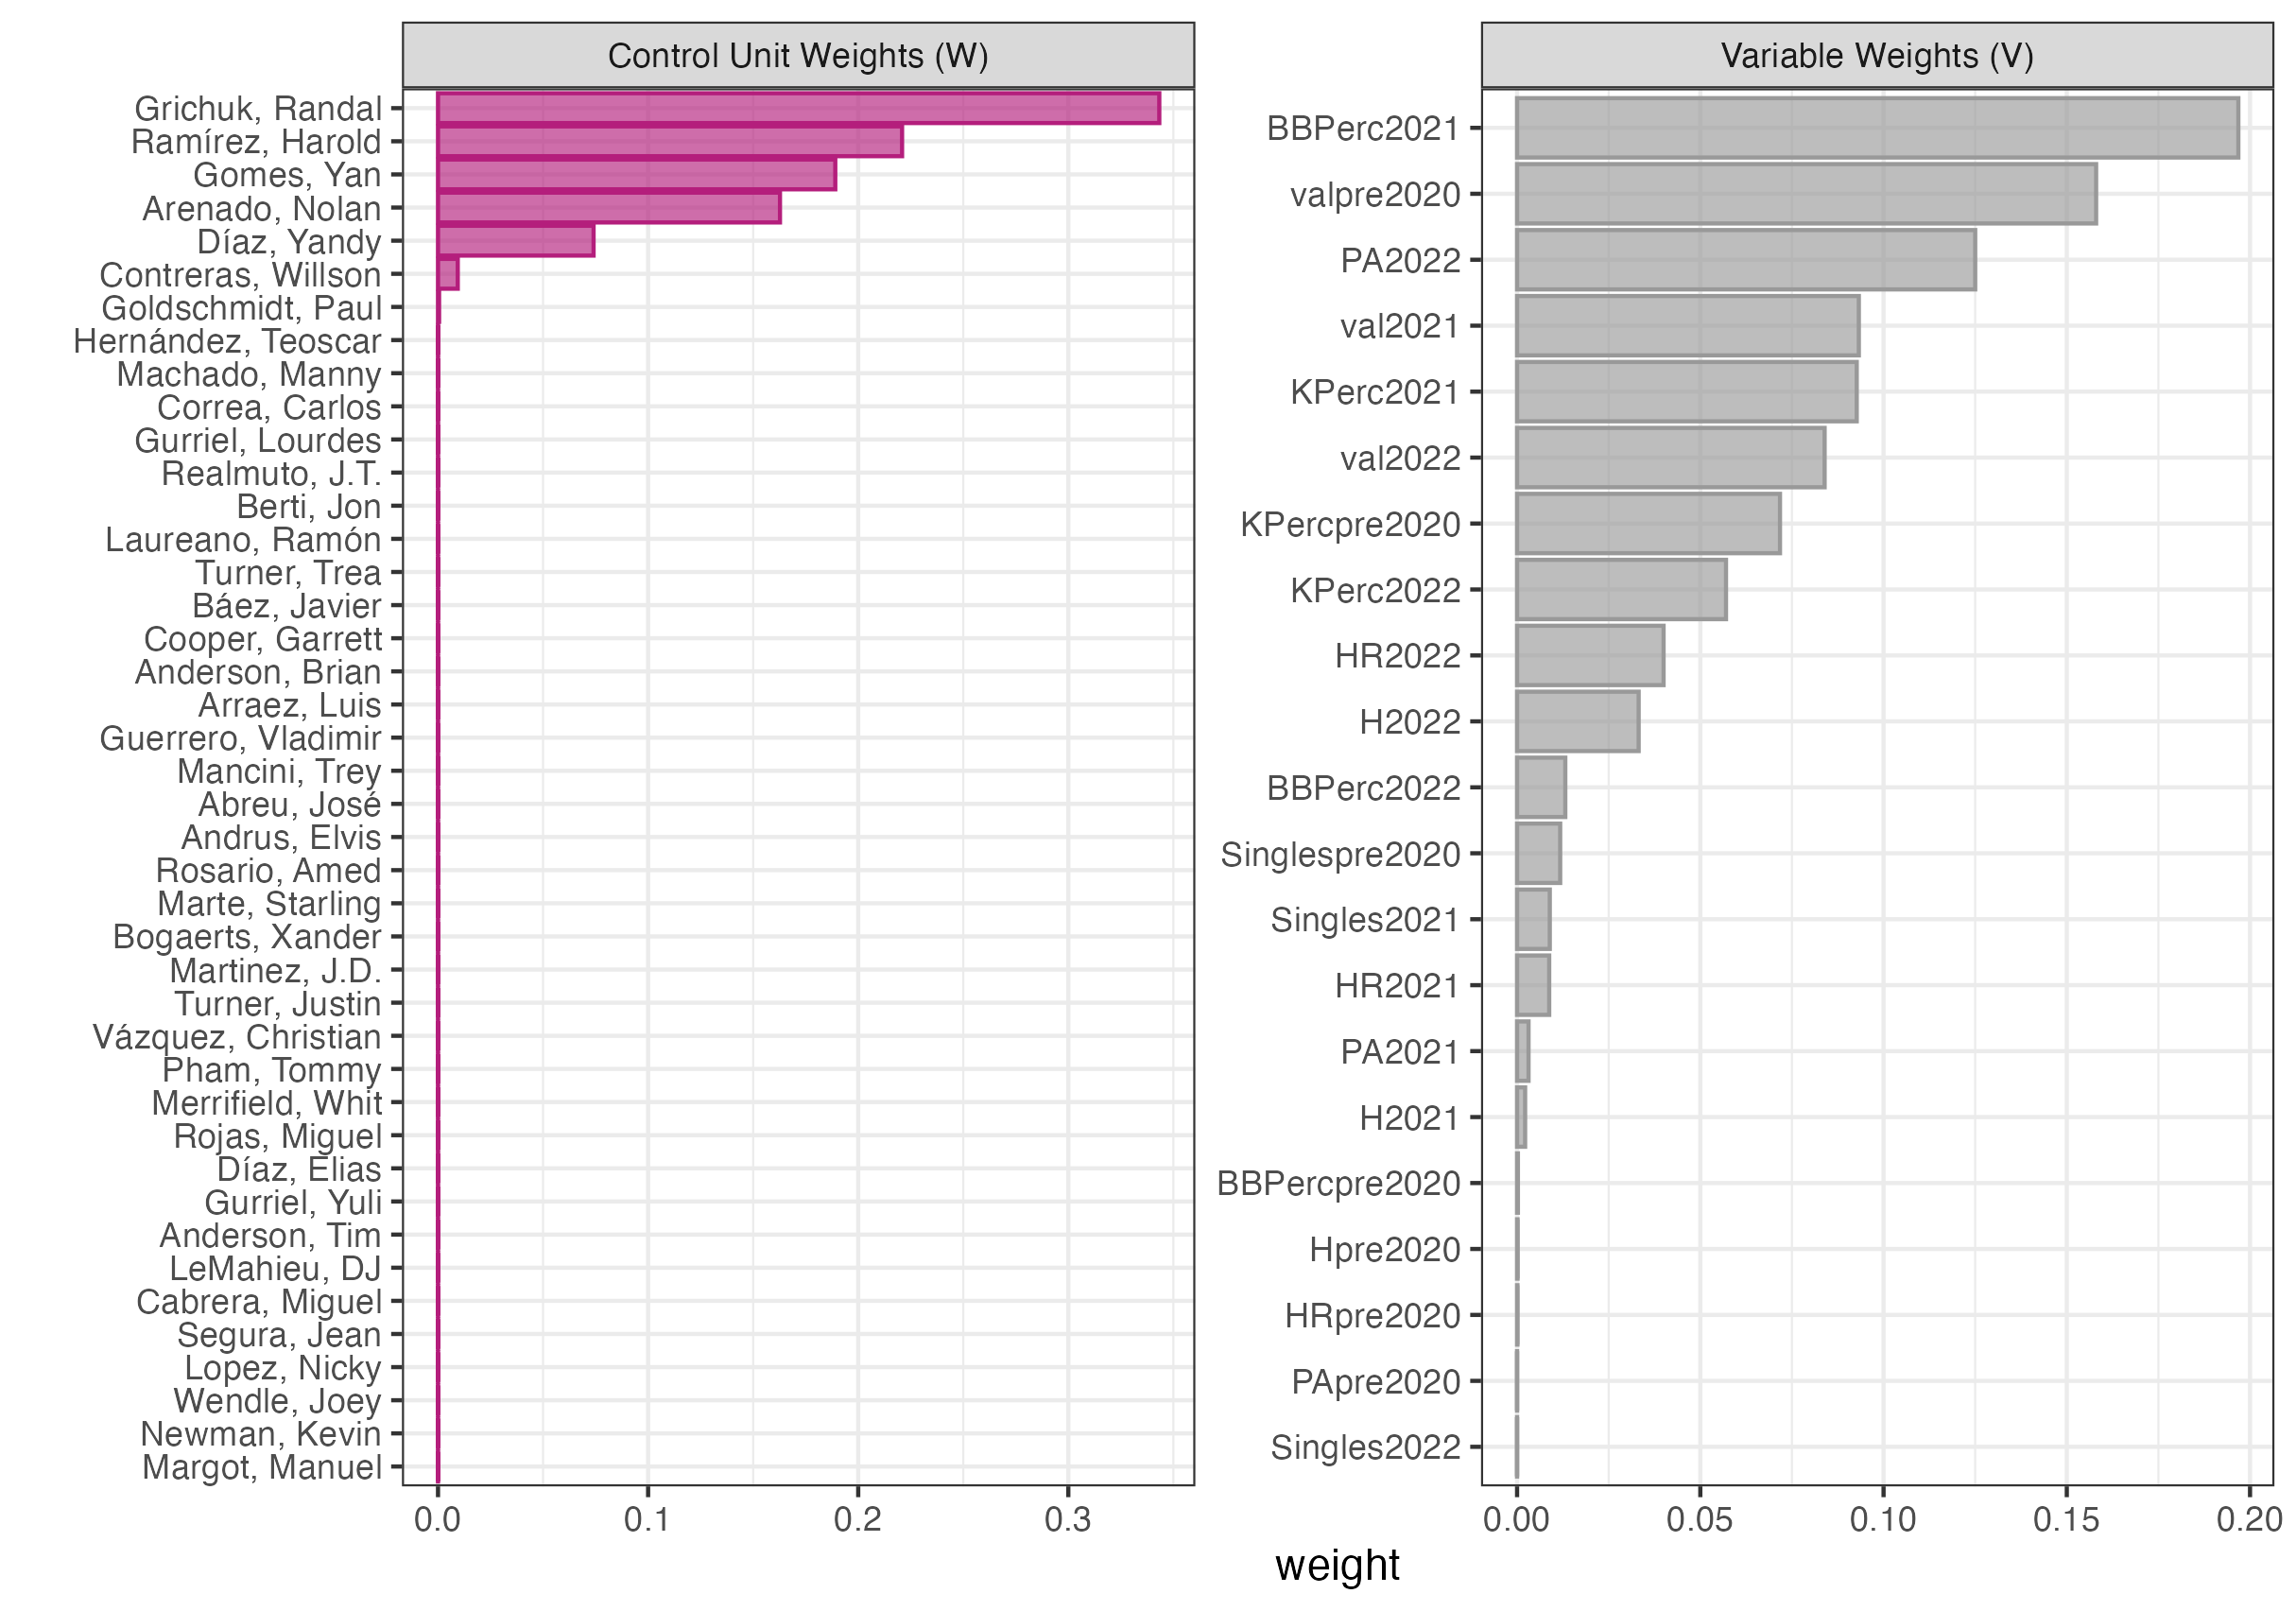 Control Unit Weights (W)
Grichuk, Randal
Ramírez, Harold
Gomes, Yan
Arenado, Nolan
Díaz, Yandy
Contreras, Willson
Goldschmidt, Paul
Hernández, Teoscar
Machado, Manny
Correa, Carlos
Gurriel, Lourdes
Realmuto, J.T.
Berti, Jon
Laureano, Ramón
Turner, Trea
Báez, Javier
Cooper, Garrett
Anderson, Brian
Arraez, Luis
Guerrero, Vladimir
Mancini, Trey
Abreu, José
Andrus, Elvis
Rosario, Amed
Marte, Starling
Bogaerts, Xander
Martinez, J.D.
Turner, Justin
Vázquez, Christian
Pham, Tommy
Merrifield, Whit
Rojas, Miguel
Díaz, Elias
Gurriel, Yuli
Anderson, Tim
LeMahieu, DJ
Cabrera, Miguel
Segura, Jean
Lopez, Nicky
Wendle, Joey
Newman, Kevin
Margot, Manuel
0.0 0.1 0.2 0.3
Variable Weights (V)
BBPerc2021
valpre2020
PA2022
val2021
KPerc2021
val2022
KPercpre2020
KPerc2022
HR2022
H2022
BBPerc2022
Singlespre2020
Singles2021
HR2021
PA2021
H2021
BBPercpre2020
Hpre2020
HRpre2020
PApre2020
Singles2022
0.00 0.05 0.10 0.15 0.20
weight